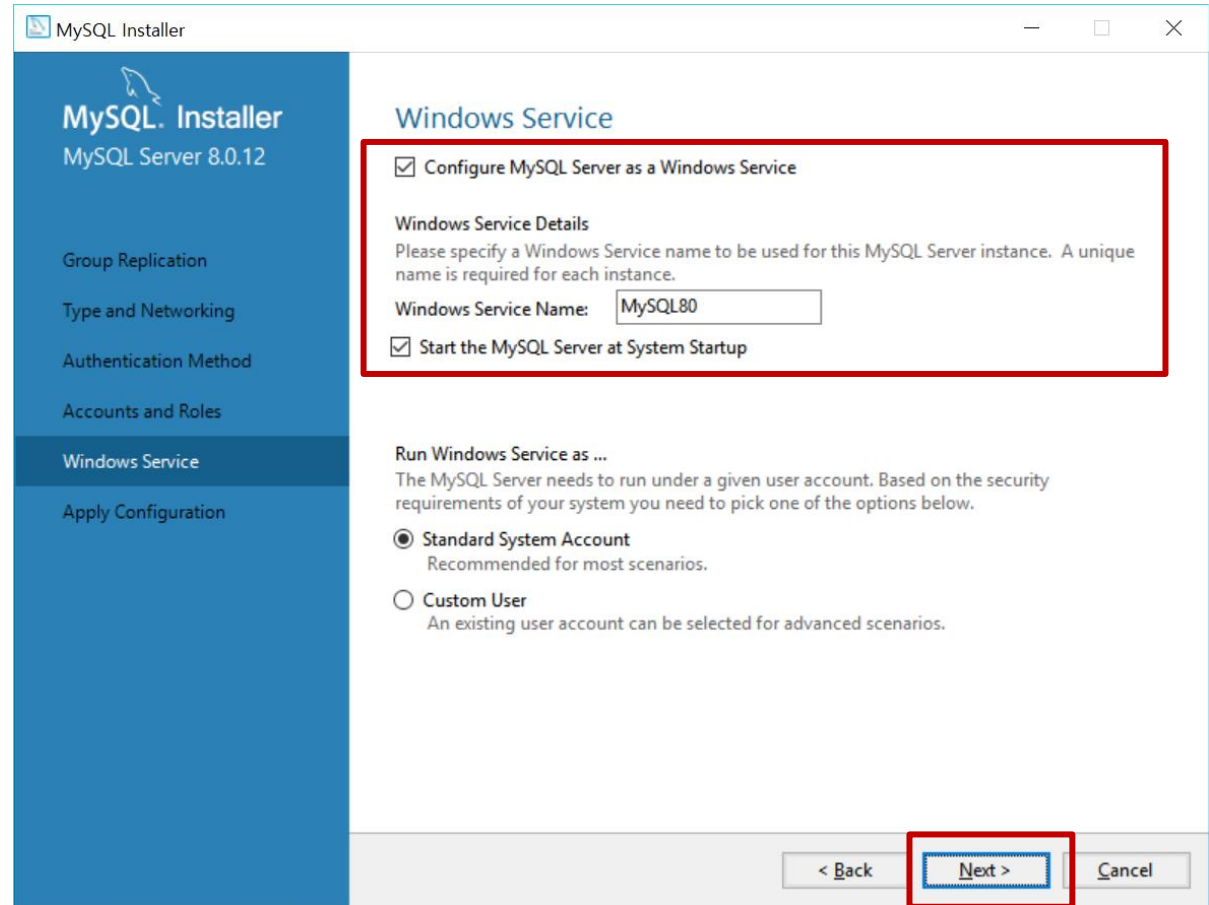 MySQL Installer
MySQL. Installer
MySQL Server 8.0.12
Group Replication
Type and Networking
Authentication Method
Accounts and Roles
Windows Service
Apply Configuration
Windows Service
Configure MySQL Server as a Windows Service
Windows Service Details
Please specify a Windows Service name to be used for this MySQL Server instance. A unique
name is required for each instance.
Windows Service Name: MySQL80
Start the MySQL Server at System Startup
Run Windows Service as ...
The MySQL Server needs to run under a given user account. Based on the security
requirements of your system you need to pick one of the options below.
Standard System Account
Recommended for most scenarios.
Custom User
An existing user account can be selected for advanced scenarios.
< Back Next > Cancel